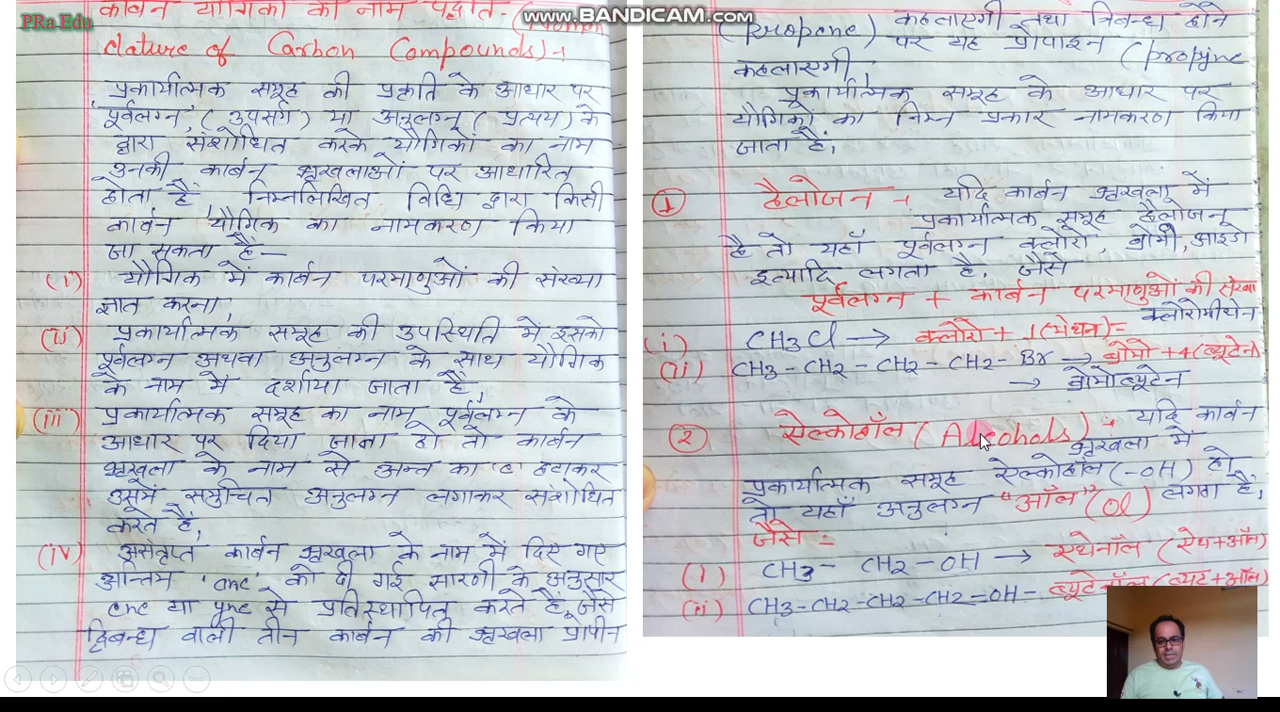 PRa.Edu
WWW.BANDICAM.COM
कार्बन यौगिकों की नाम पद्धति-
clature of Carbon Compounds)-
प्रकार्यात्मक समूह की प्रकृति के आधार पर
'पूर्वलग्न' ( उपसर्ग) या अनुलग्न ( प्रत्यय) के
द्वारा संशोधित करके यौगिकों का नाम
उनकी कार्बन श्रृखलाओं पर आधारित
होता है निम्नलिखित विधि द्वारा किसी
कार्बन यौगिक का नामकरण किया
जा सकता है-
(i) यौगिक में कार्बन परमाणुओं की संख्या
ज्ञात करना,
(ii) प्रकार्यात्मक समूह की उपस्थिति में इसको
पूर्वलग्न अथवा अनुलग्न के साथ यौगिक
के नाम में दर्शाया जाता है,
(iii) प्रकार्यात्मक समूह का नाम पूर्वलग्न के
आधार पर दिया जाना हो तो कार्बन
श्रृखला के नाम से अन्त का 'e' हटाकर
उसमें समुचित अनुलग्न लगाकर संशोधित
करते हैं,
(iv) असंतृप्त कार्बन श्रृखला के नाम में दिए गए
अन्तिम 'ane' को दी गई सारणी के अनुसार
ene या yne से प्रतिस्थापित करते हैं, जैसे
द्विबन्ध वाली तीन कार्बन की श्रृखला प्रोपीन
कहलाएगी तथा त्रिबन्ध होने
पर यह प्रोपाइन (propyne
कहलाएगी
प्रकार्यात्मक समूह के आधार पर
यौगिकों का निम्न प्रकार नामकरण किया
जाता है,
① हैलोजन - यदि कार्बन श्रृखला में
प्रकार्यात्मक समूह हैलोजन
है तो यहाँ पूर्वलग्न क्लोरो, ब्रोमो, आइडो
इत्यादि लगता है, जैसे
पूर्वलग्न + कार्बन परमाणुओं की संख्या
(i) CH3Cl → क्लोरो + 1(मेथेन)= क्लोरोमीथेन
(ii) CH3-CH2-CH2-CH2-Br → ब्रोमो +4 (ब्यूटेन)
→ ब्रोमोब्यूटेन
② ऐल्कोहॉल (Alcohols) - यदि कार्बन
श्रृखला में
प्रकार्यात्मक समूह ऐल्कोहॉल (-OH) हो
तो यहाँ अनुलग्न "ऑल" (Ol) लगता है,
जैसे -
(i) CH3-CH2-OH → एथेनॉल (ऐथ+ऑल)
(ii) CH3-CH2-CH2-CH2=OH- ब्यूटेनॉल (ब्यूट+ऑल)